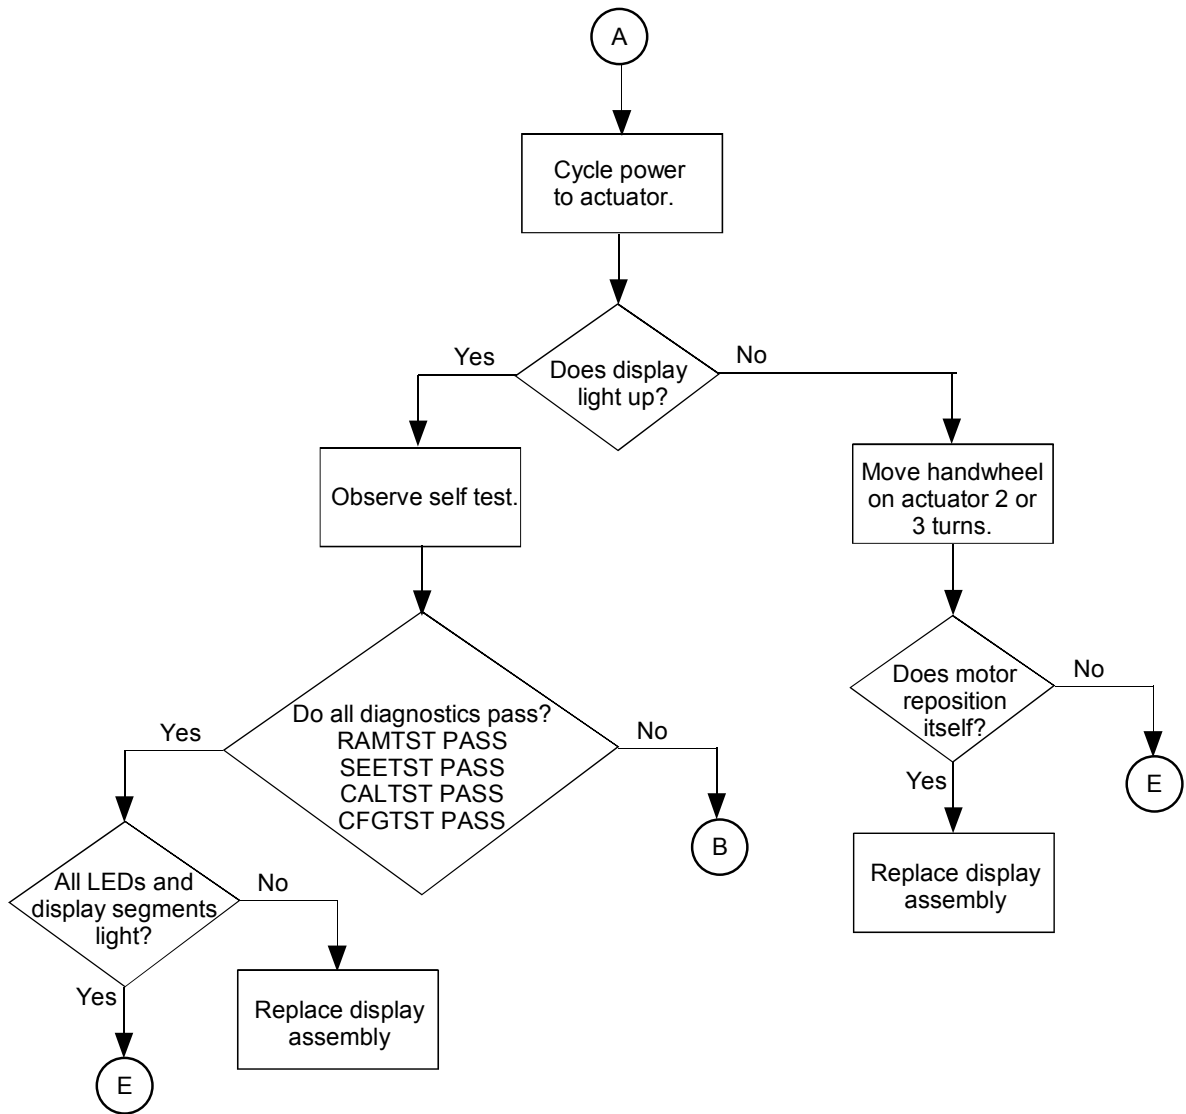 A
Cycle power
to actuator.
Does display
light up?
Yes
No
Observe self test.
Move handwheel
on actuator 2 or
3 turns.
Do all diagnostics pass?
RAMTST PASS
SEETST PASS
CALTST PASS
CFGTST PASS
Yes
No
B
Does motor
reposition
itself?
No
E
Yes
Replace display
assembly
All LEDs and
display segments
light?
No
Replace display
assembly
Yes
E